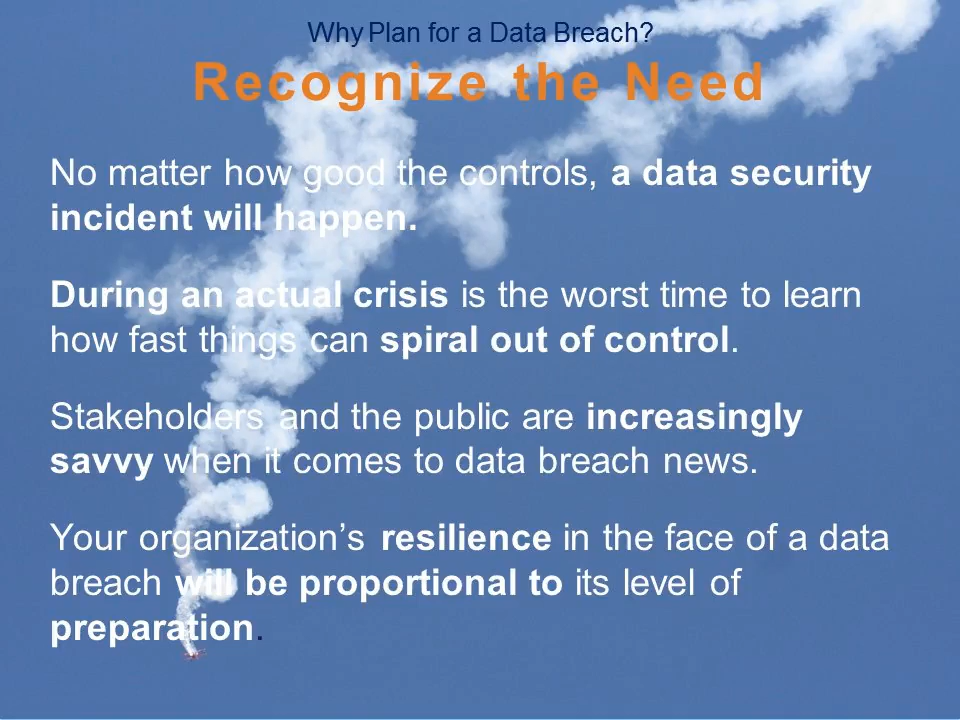 Why Plan for a Data Breach?
Recognize the Need
No matter how good the controls, a data security
incident will happen.
During an actual crisis is the worst time to learn
how fast things can spiral out of control.
Stakeholders and the public are increasingly
savvy when it comes to data breach news.
Your organization’s resilience in the face of a data
breach will be proportional to its level of
preparation.